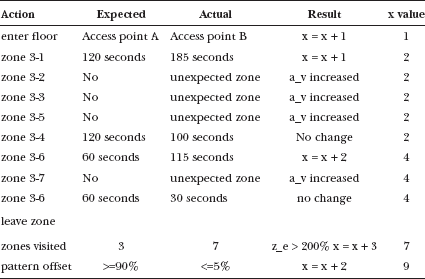 Action Expected Actual Result x value
enter floor Access point A Access point B x = x + 1 1
zone 3-1 120 seconds 185 seconds x = x + 1 2
zone 3-2 No unexpected zone a_v increased 2
zone 3-3 No unexpected zone a_v increased 2
zone 3-5 No unexpected zone a_v increased 2
zone 3-4 120 seconds 100 seconds No change 2
zone 3-6 60 seconds 115 seconds x = x + 2 4
zone 3-7 No unexpected zone a_v increased 4
zone 3-6 60 seconds 30 seconds no change 4
leave zone
zones visited 3 7 z_e > 200% x = x + 3 7
pattern offset >=90% <=5% x = x + 2 9